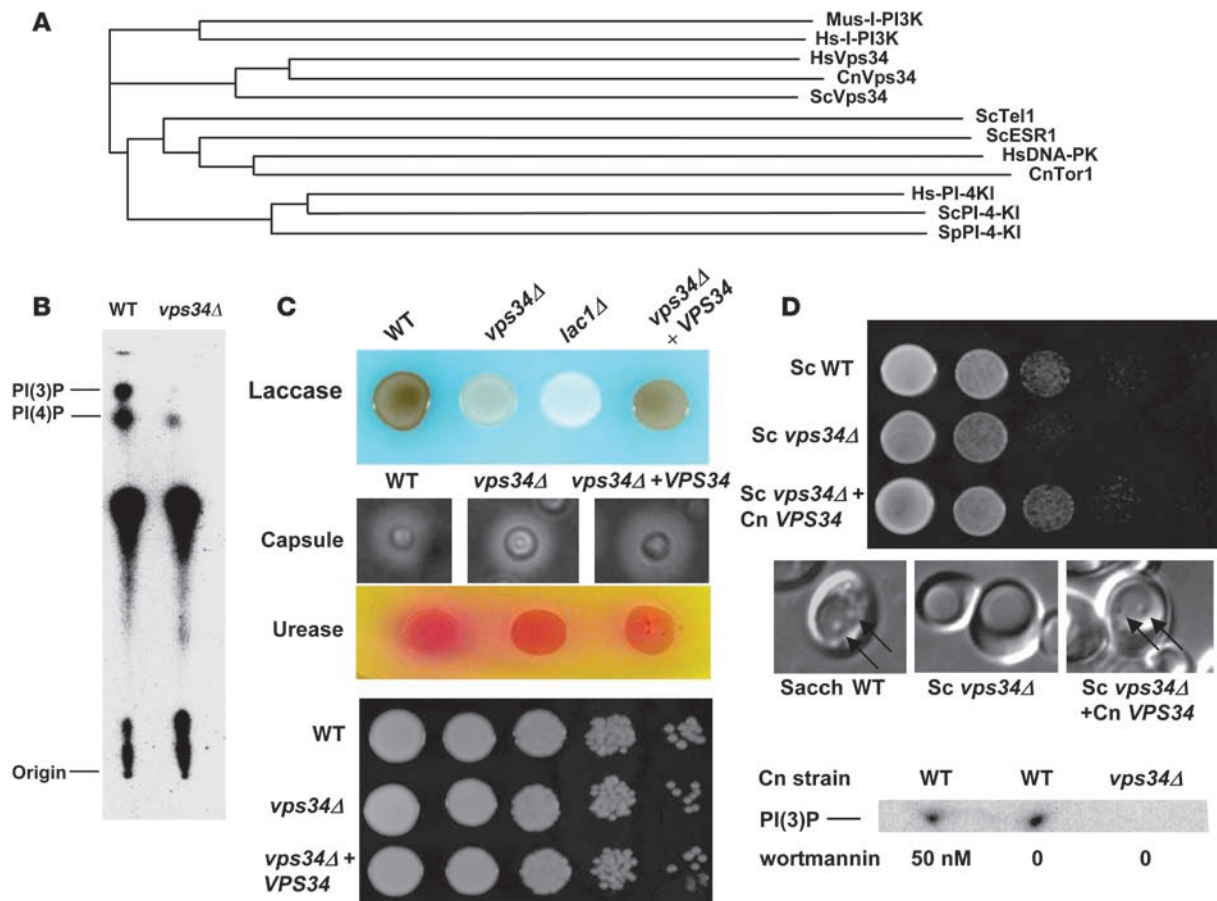 A
Mus-I-PI3K
Hs-I-PI3K
HsVps34
CnVps34
ScVps34
ScTel1
ScESR1
HsDNA-PK
CnTor1
Hs-PI-4KI
ScPI-4-KI
SpPI-4-KI
B
WT vps34Δ
PI(3)P
PI(4)P
Origin
C
WT vps34Δ lac1Δ vps34Δ
+ VPS34
Laccase
WT vps34Δ vps34Δ +VPS34
Capsule
Urease
WT
vps34Δ
vps34Δ +
VPS34
D
Sc WT
Sc vps34Δ
Sc vps34Δ +
Cn VPS34
Sacch WT Sc vps34Δ Sc vps34Δ
+Cn VPS34
Cn strain WT WT vps34Δ
PI(3)P
wortmannin 50 nM 0 0